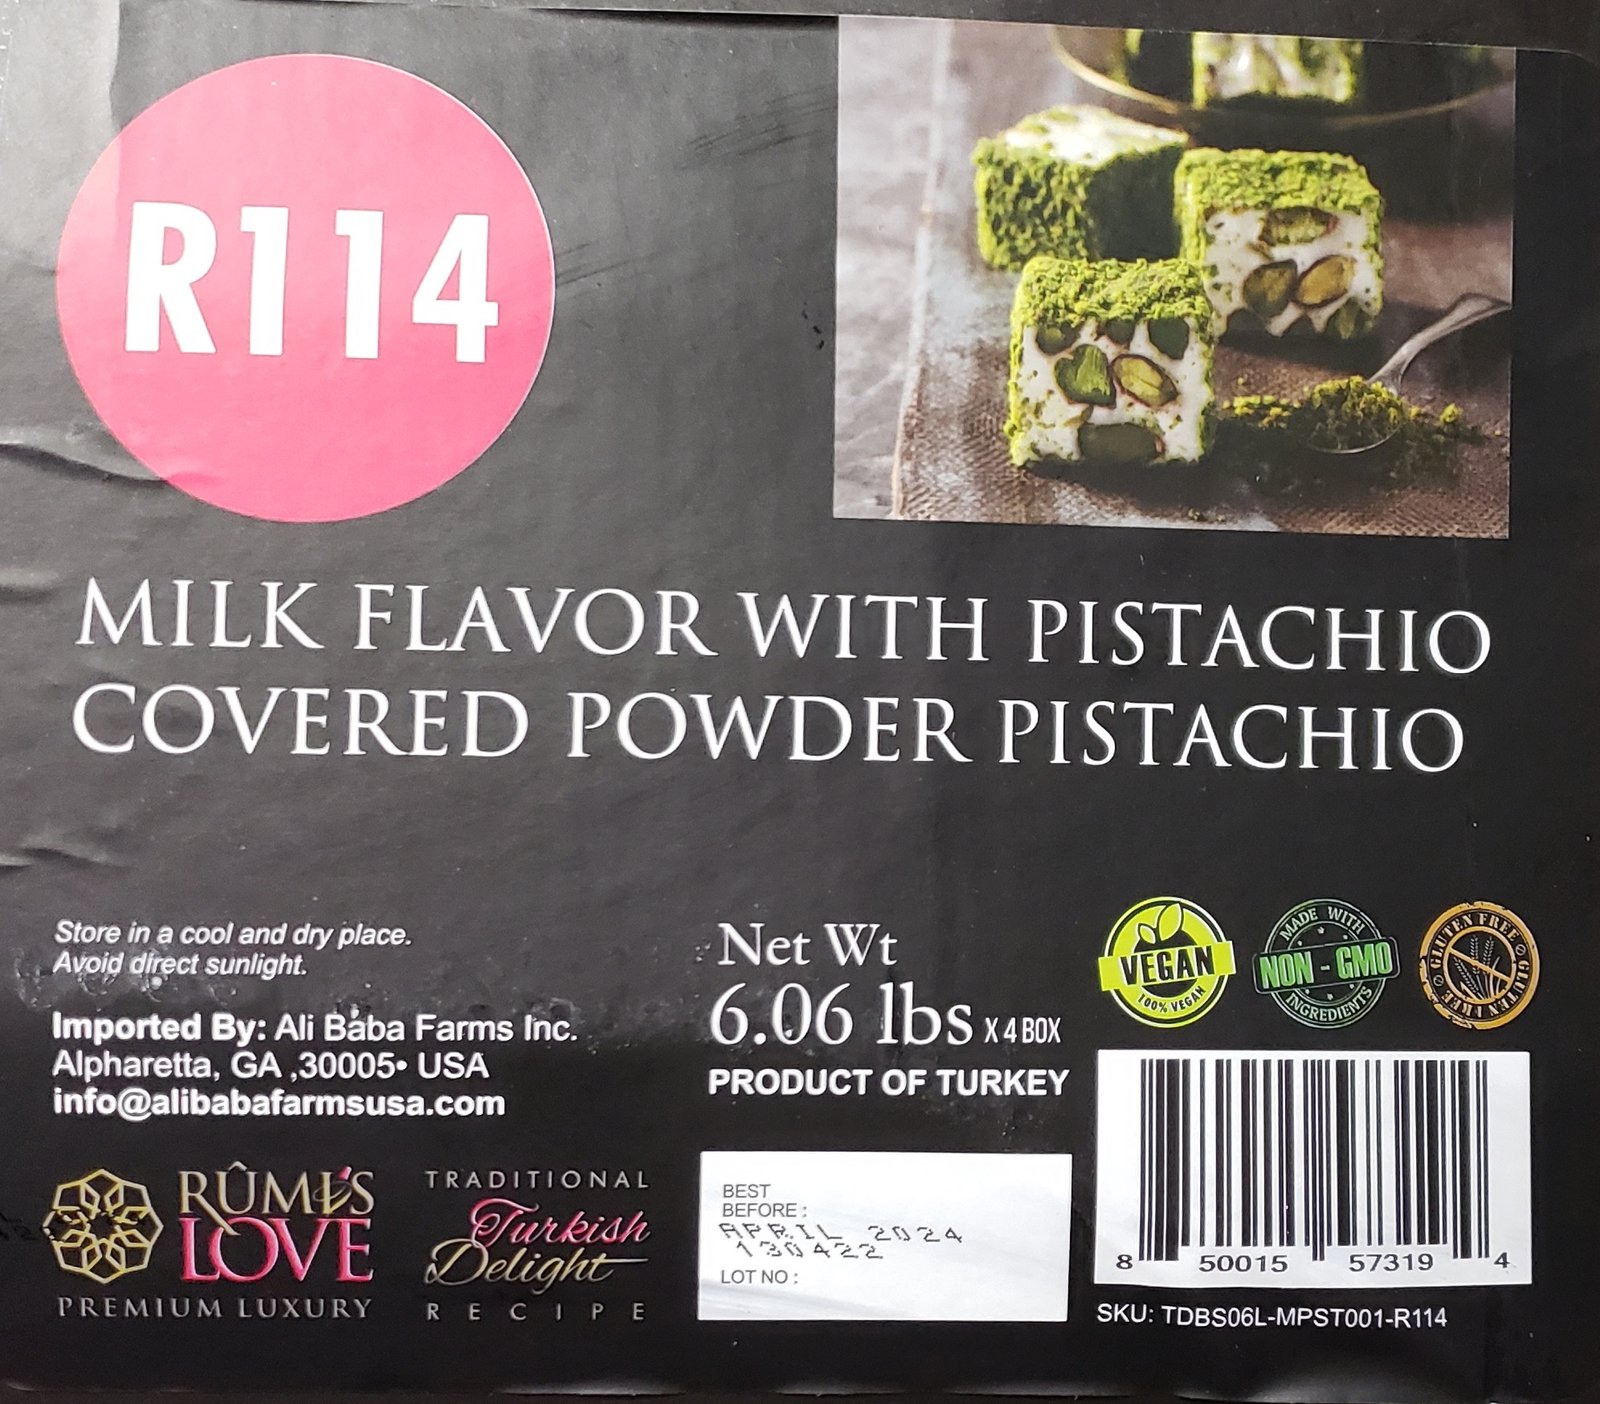 R114
MILK FLAVOR WITH PISTACHIO
COVERED POWDER PISTACHIO
Store in a cool and dry place.
Avoid direct sunlight.
Imported By: Ali Baba Farms Inc.
Alpharetta, GA ,30005• USA
info@alibabafarmsusa.com
RÛMI'S
LOVE
PREMIUM LUXURY
TRADITIONAL
Turkish
Delight
RECIPE
Net Wt
6.06 lbs X 4 BOX
PRODUCT OF TURKEY
BEST
BEFORE :
APRIL 2024
130422
LOT NO :
VEGAN
100% VEGAN
MADE WITH
NON - GMO
INGREDIENTS
GLUTEN FREE
GLUTEN FREE
8 50015 57319 4
SKU: TDBS06L-MPST001-R114